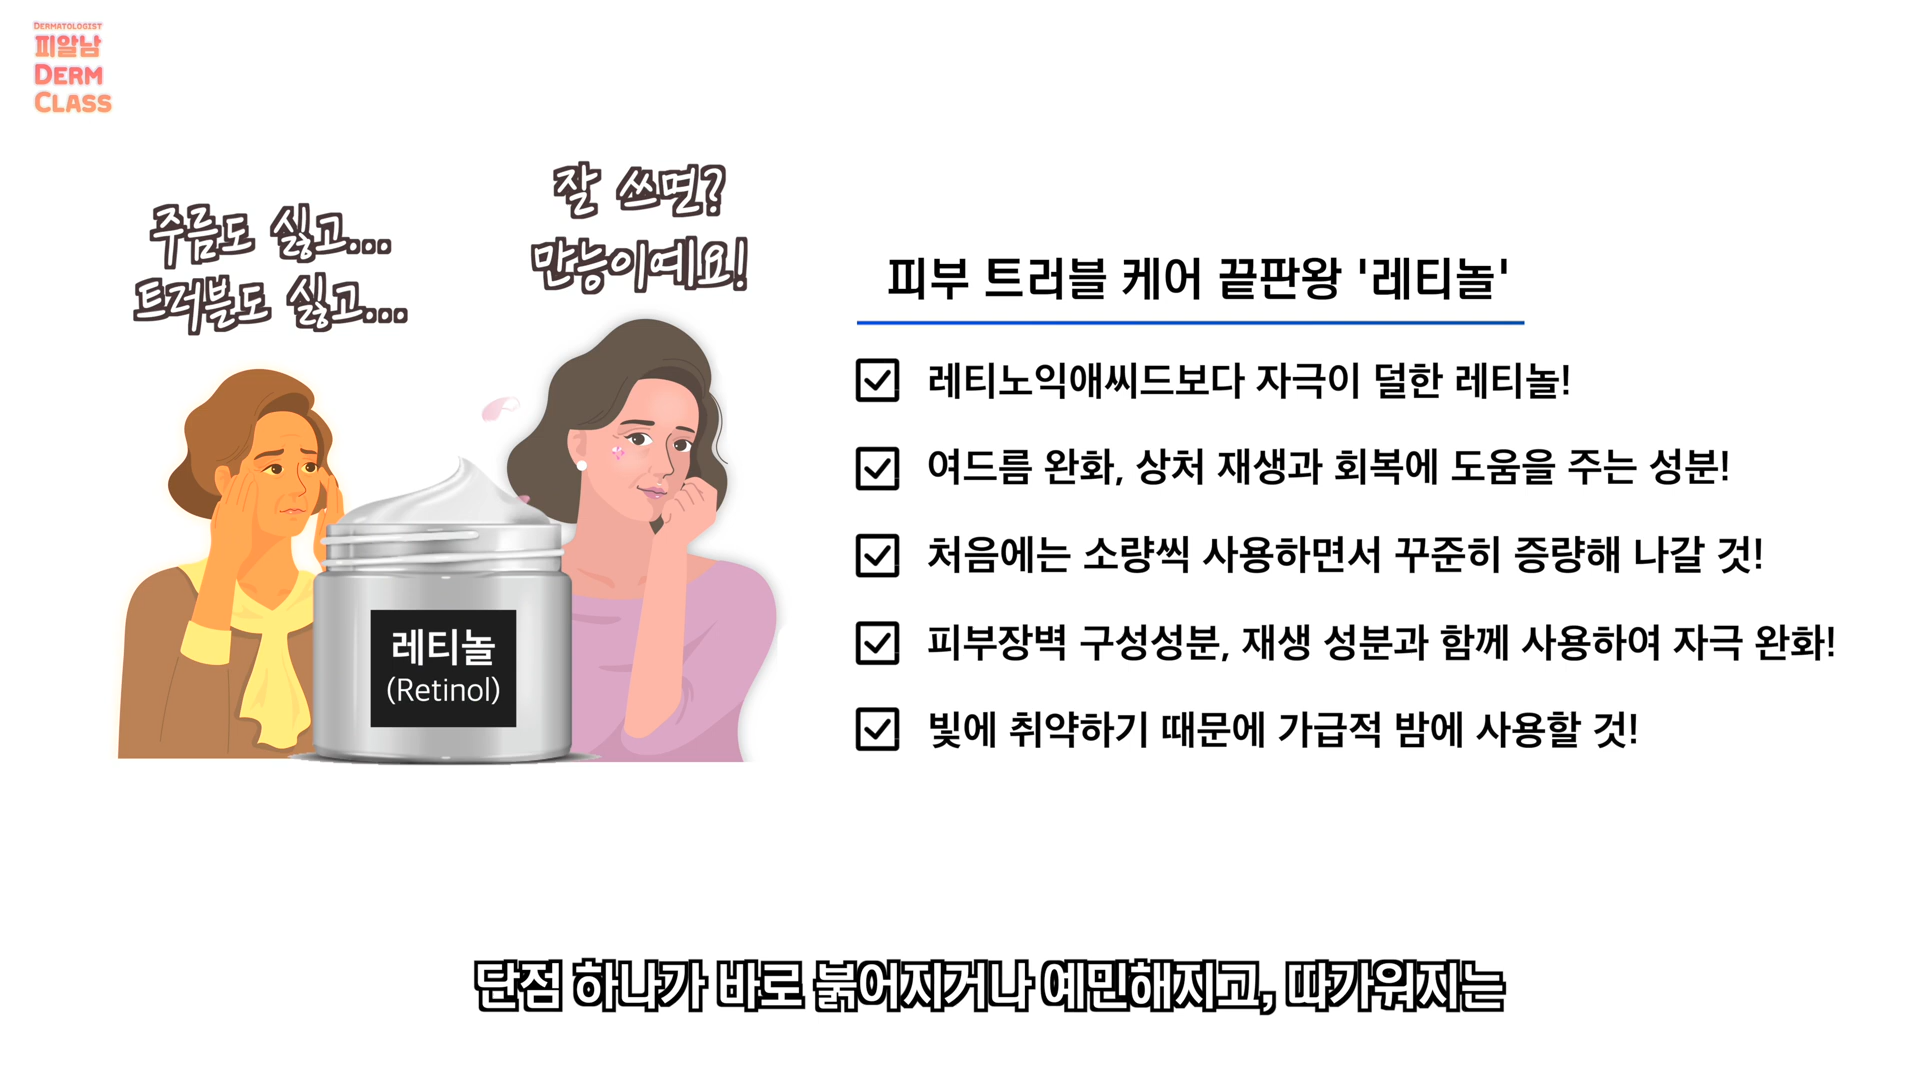 DERMATOLOGIST
피알남
DERM
CLASS
주름도 싫고...
트러블도 싫고...
잘 쓰면?
만능이예요!
레티놀
(Retinol)
피부 트러블 케어 끝판왕 '레티놀'
레티노익애씨드보다 자극이 덜한 레티놀!
여드름 완화, 상처 재생과 회복에 도움을 주는 성분!
처음에는 소량씩 사용하면서 꾸준히 증량해 나갈 것!
피부장벽 구성성분, 재생 성분과 함께 사용하여 자극 완화!
빛에 취약하기 때문에 가급적 밤에 사용할 것!
단점 하나가 바로 붉어지거나 예민해지고, 따가워지는